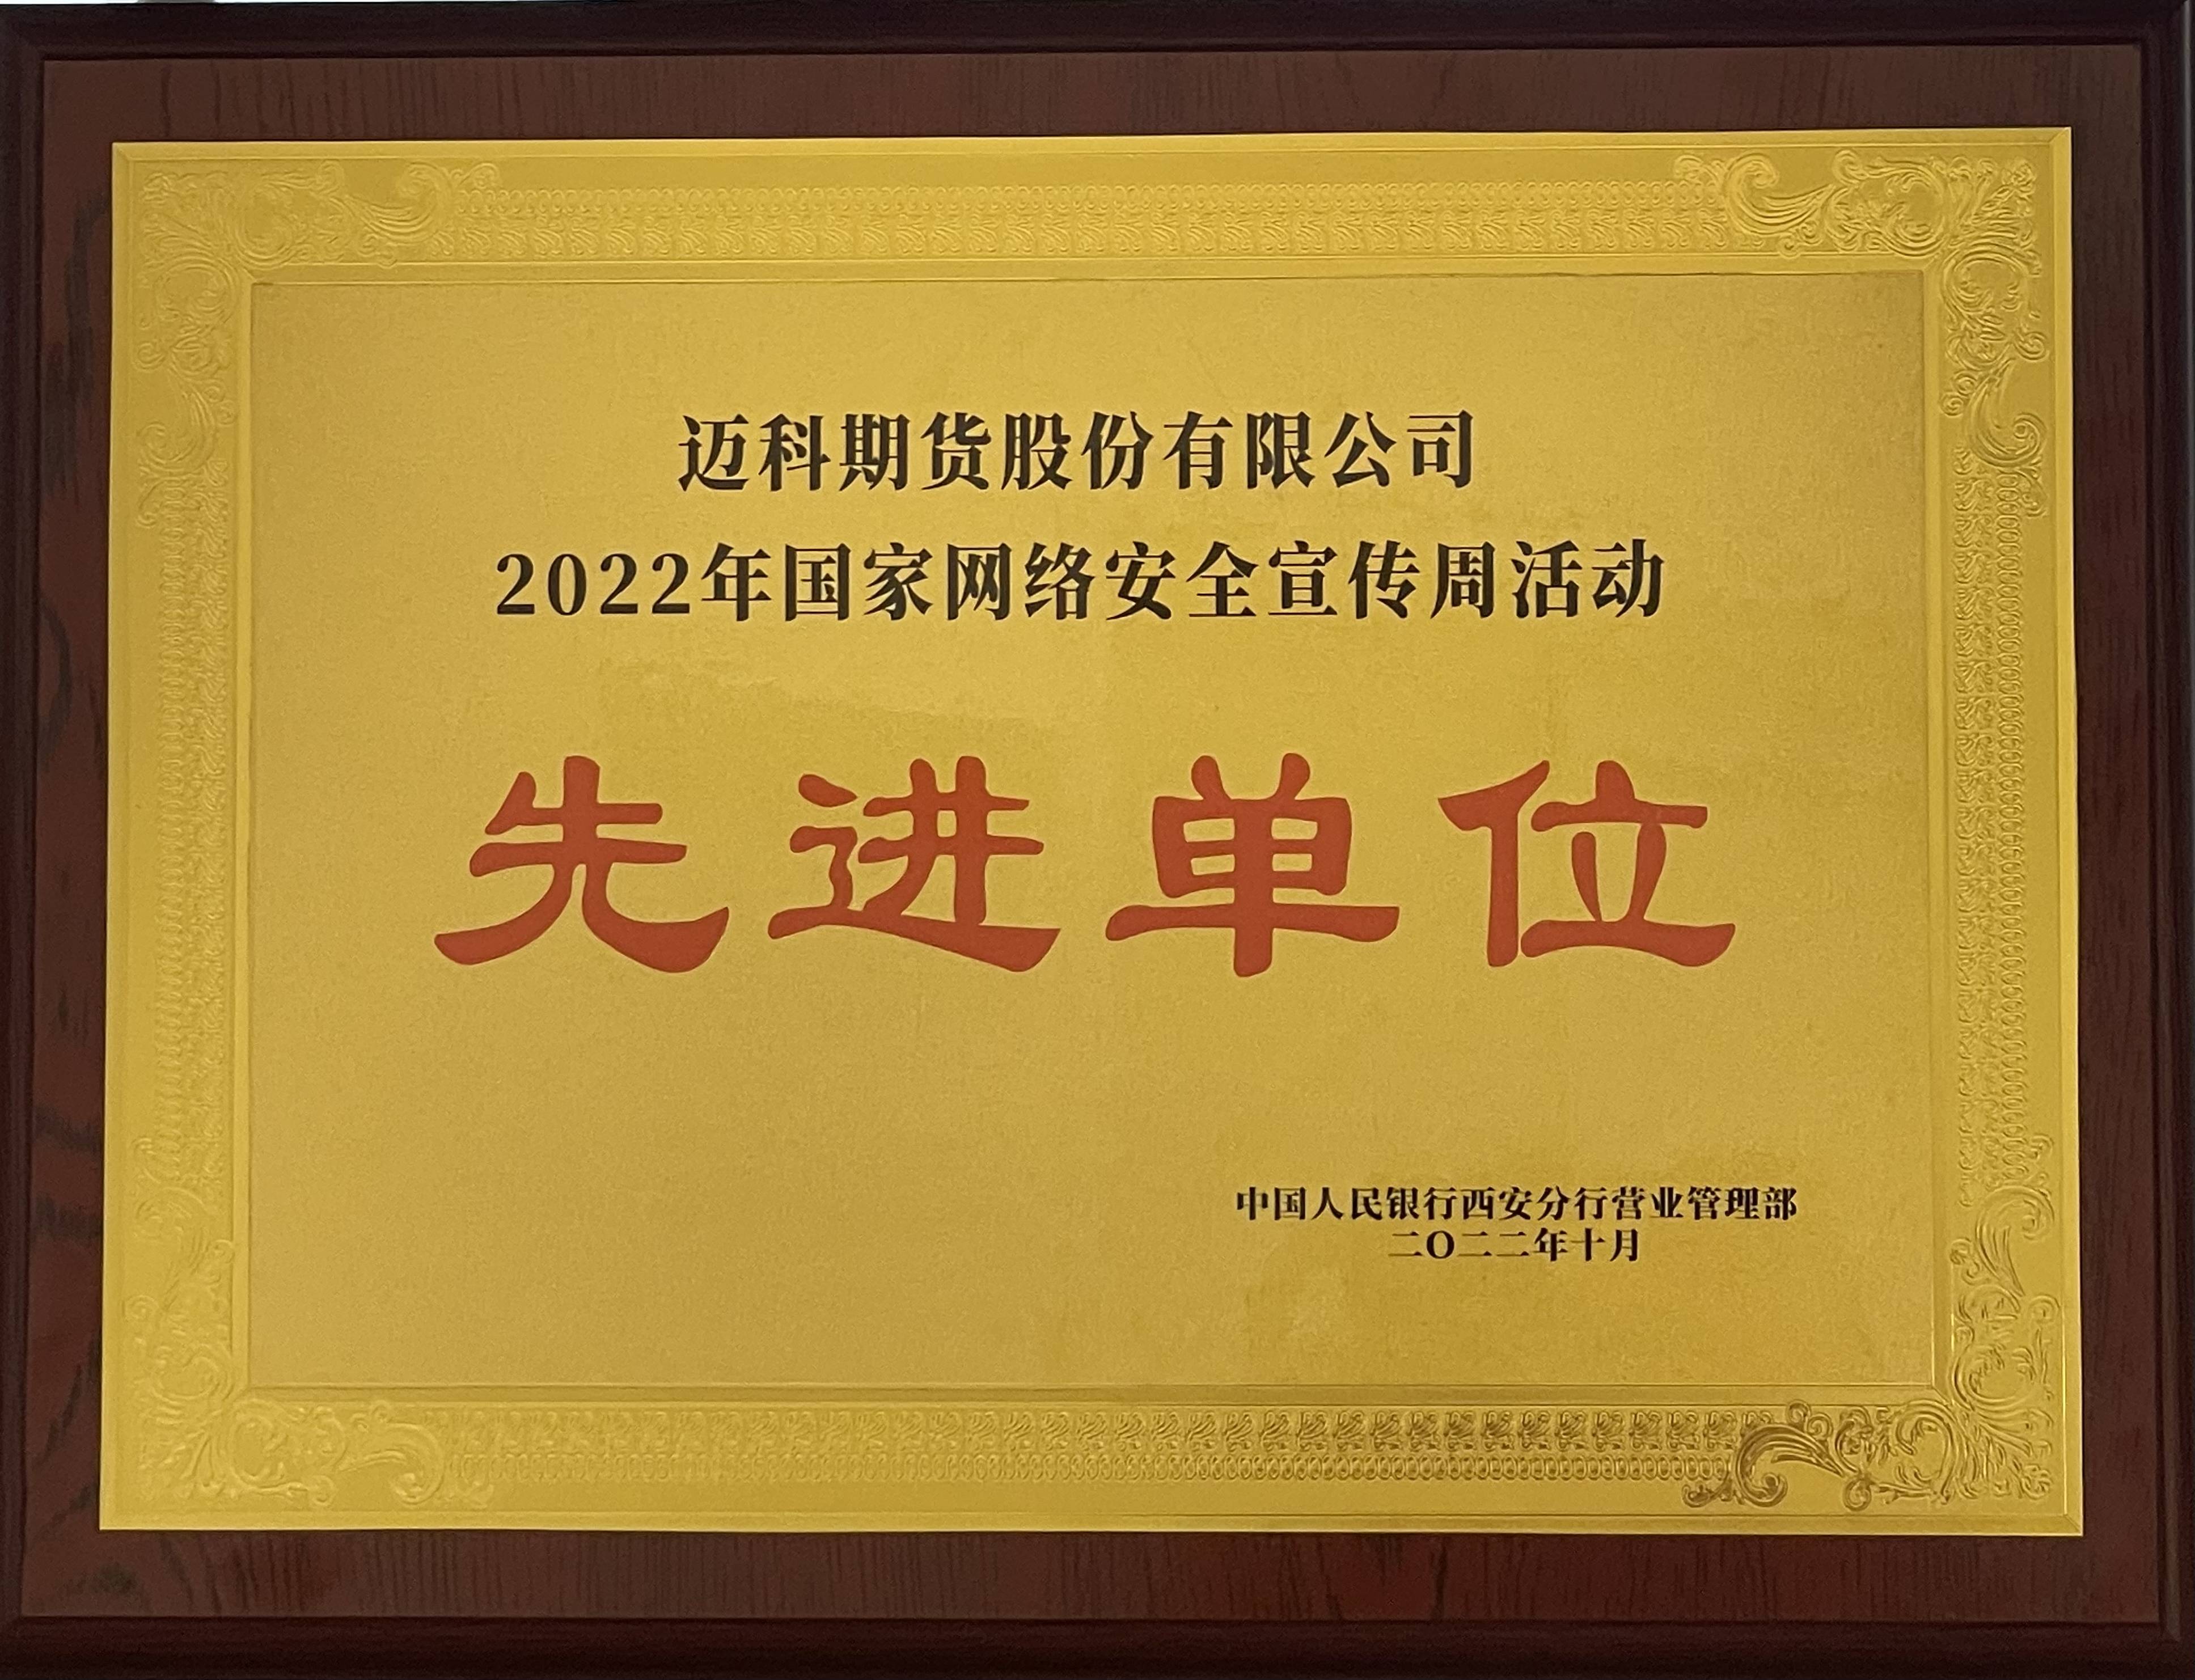 迈科期货股份有限公司
2022年国家网络安全宣传周活动
先进单位
中国人民银行西安分行营业管理部
二〇二二年十月